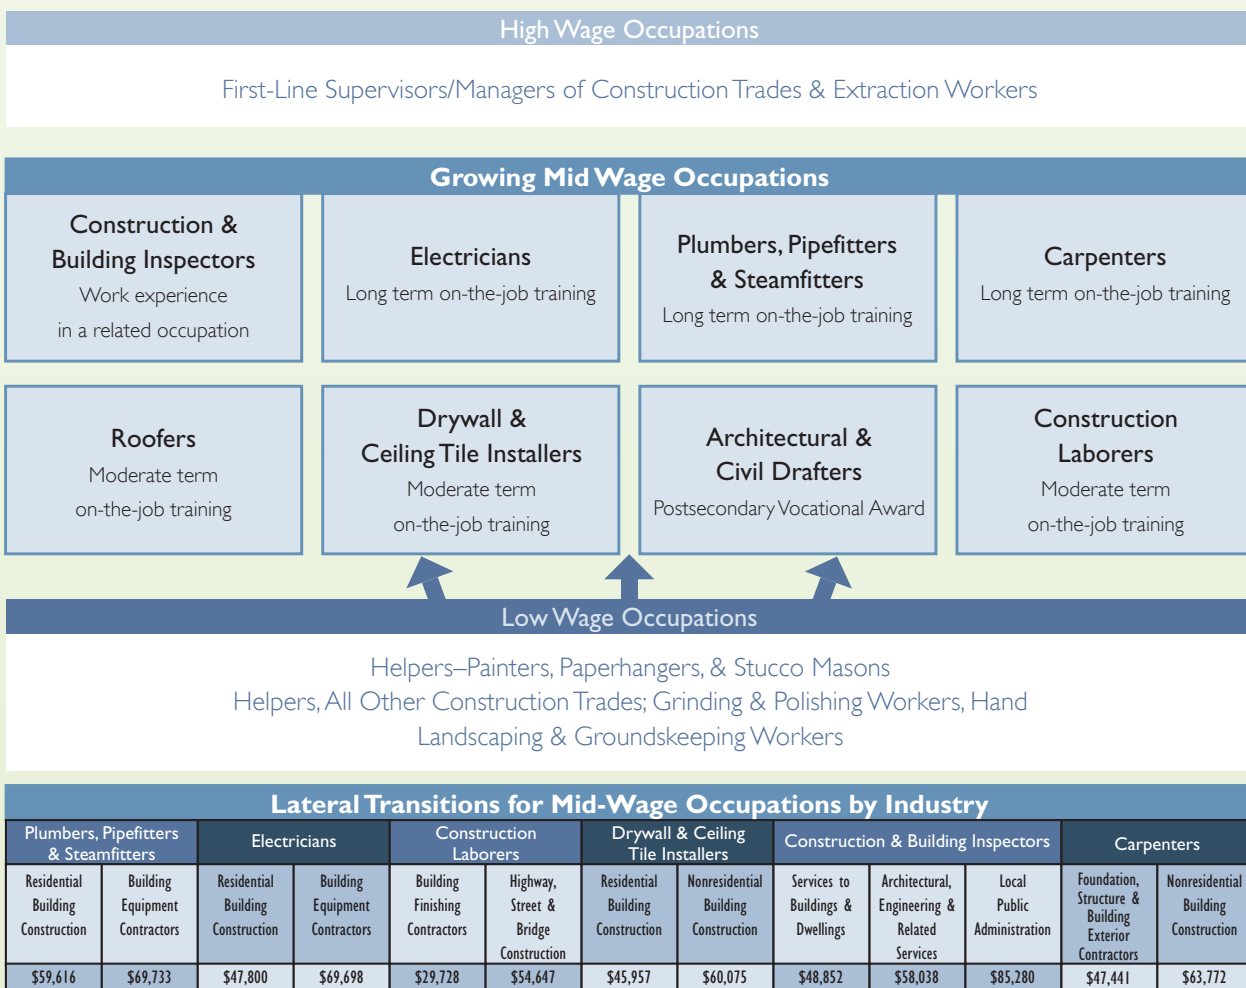 High Wage Occupations
First-Line Supervisors/Managers of Construction Trades & Extraction Workers
Growing Mid Wage Occupations
Construction &
Building Inspectors
Work experience
in a related occupation
Electricians
Long term on-the-job training
Plumbers, Pipefitters
& Steamfitters
Long term on-the-job training
Carpenters
Long term on-the-job training
Roofers
Moderate term
on-the-job training
Drywall &
Ceiling Tile Installers
Moderate term
on-the-job training
Architectural &
Civil Drafters
Postsecondary Vocational Award
Construction
Laborers
Moderate term
on-the-job training
Low Wage Occupations
Helpers–Painters, Paperhangers, & Stucco Masons
Helpers, All Other Construction Trades; Grinding & Polishing Workers, Hand
Landscaping & Groundskeeping Workers
Lateral Transitions for Mid-Wage Occupations by Industry
Plumbers, Pipefitters
& Steamfitters
Electricians
Construction
Laborers
Drywall & Ceiling
Tile Installers
Construction & Building Inspectors
Carpenters
Residential
Building
Construction
Building
Equipment
Contractors
Residential
Building
Construction
Building
Equipment
Contractors
Building
Finishing
Contractors
Highway,
Street &
Bridge
Construction
Residential
Building
Construction
Nonresidential
Building
Construction
Services to
Buildings &
Dwellings
Architectural,
Engineering &
Related
Services
Local
Public
Administration
Foundation,
Structure &
Building
Exterior
Contractors
Nonresidential
Building
Construction
$59,616 $69,733 $47,800 $69,698 $29,728 $54,647 $45,957 $60,075 $48,852 $58,038 $85,280 $47,441 $63,772